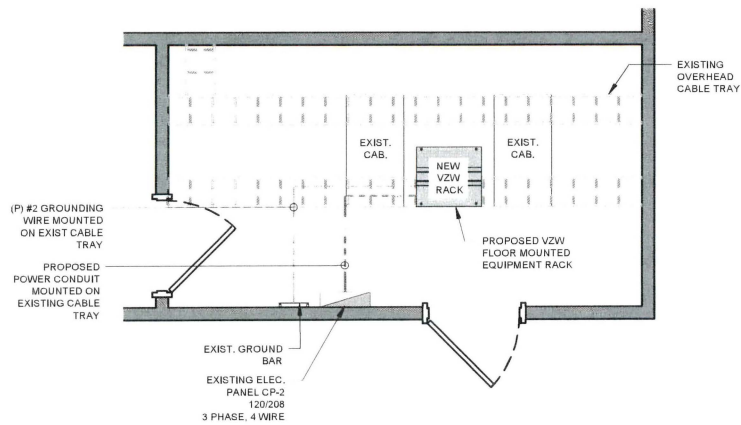 EXISTING
OVERHEAD
CABLE TRAY
EXIST.
CAB.
NEW
VZW
RACK
EXIST.
CAB.
(P) #2 GROUNDING
WIRE MOUNTED
ON EXIST CABLE
TRAY
PROPOSED VZW
FLOOR MOUNTED
EQUIPMENT RACK
PROPOSED
POWER CONDUIT
MOUNTED ON
EXISTING CABLE
TRAY
EXIST. GROUND
BAR
EXISTING ELEC.
PANEL CP-2
120/208
3 PHASE, 4 WIRE